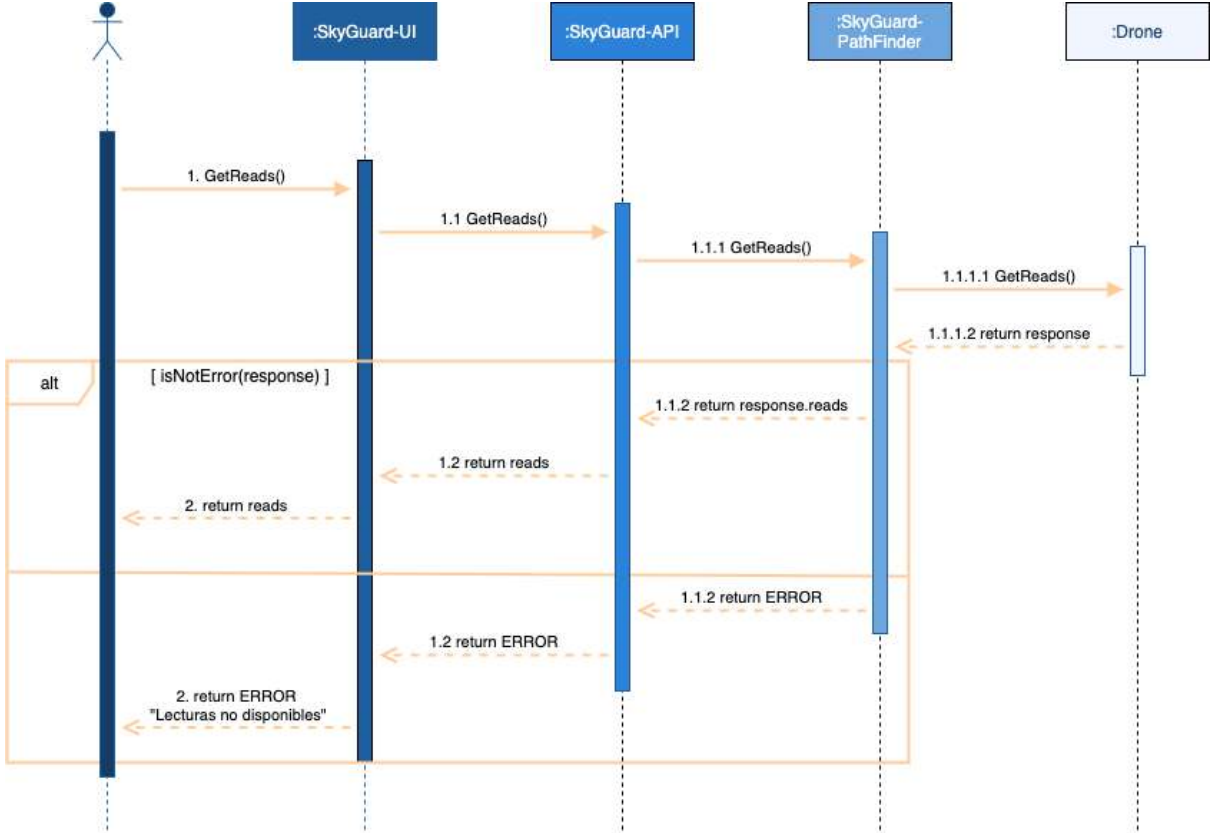 :SkyGuard-UI
:SkyGuard-API
:SkyGuard-
PathFinder
:Drone
1. GetReads()
1.1 GetReads()
1.1.1 GetReads()
1.1.1.1 GetReads()
1.1.1.2 return response
alt
[ isNotError(response) ]
1.1.2 return response.reads
1.2 return reads
2. return reads
1.1.2 return ERROR
1.2 return ERROR
2. return ERROR
"Lecturas no disponibles"